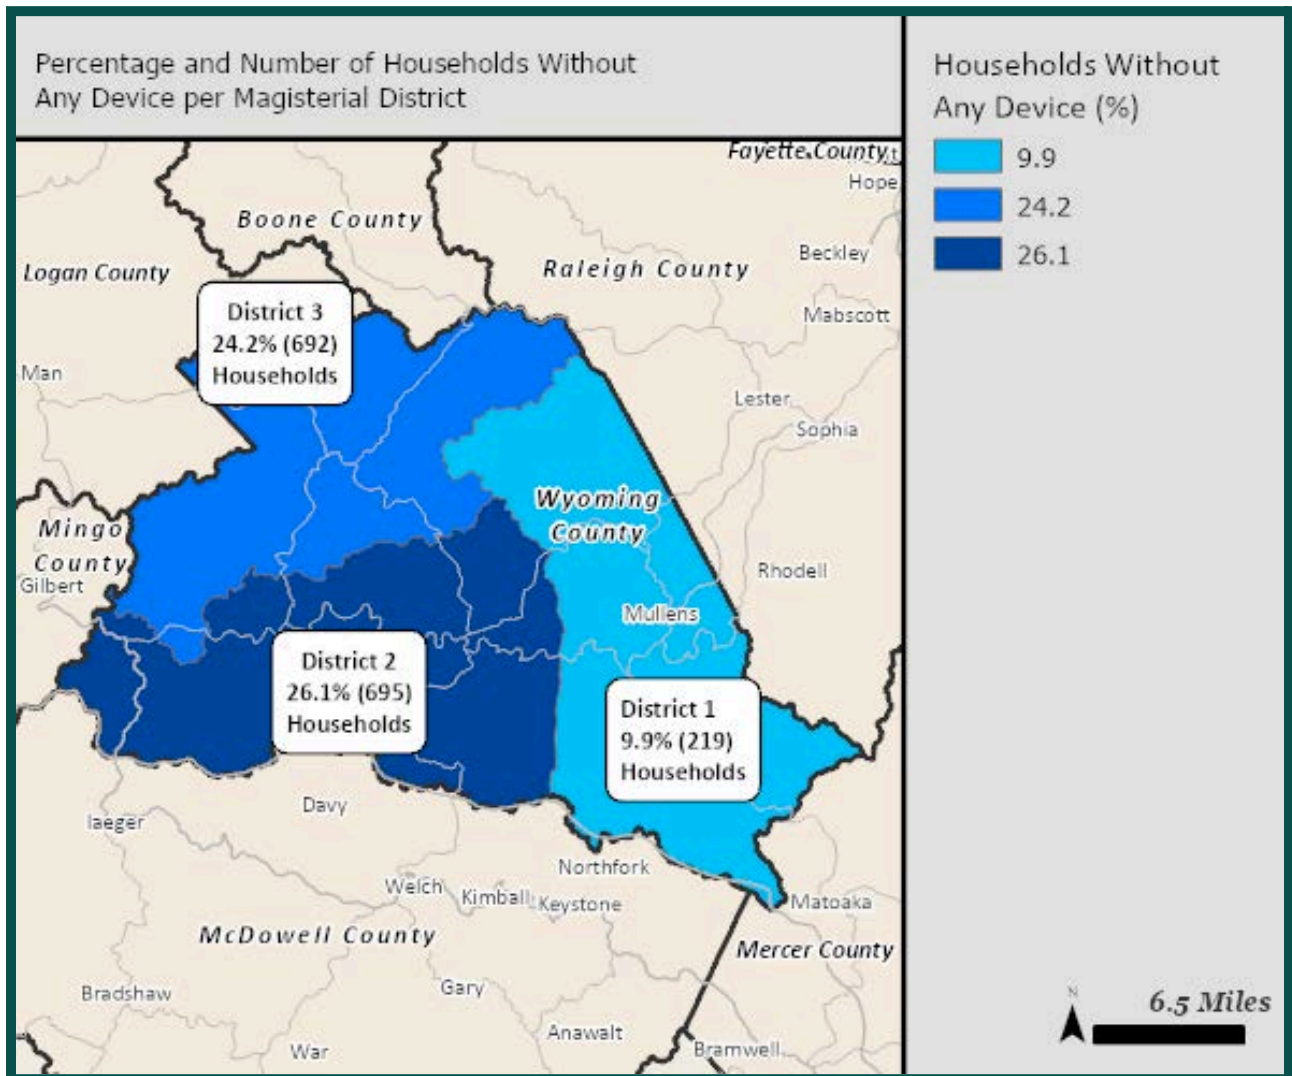 Percentage and Number of Households Without
Any Device per Magisterial District
Households Without
Any Device (%)
9.9
24.2
26.1
Fayette County
Hope
Boone County
Beckley
Logan County
Raleigh County
District 3
24.2% (692)
Households
Mabscott
Man
Lester
Sophia
Wyoming
County
Mingo
County
Gilbert
Rhodell
Mullens
District 2
26.1% (695)
Households
District 1
9.9% (219)
Households
Davy
Iaeger
Northfork
Welch
Kimball
Keystone
Matoaka
McDowell County
Mercer County
Bradshaw
Gary
Anawalt
War
Bramwell
N
6.5 Miles